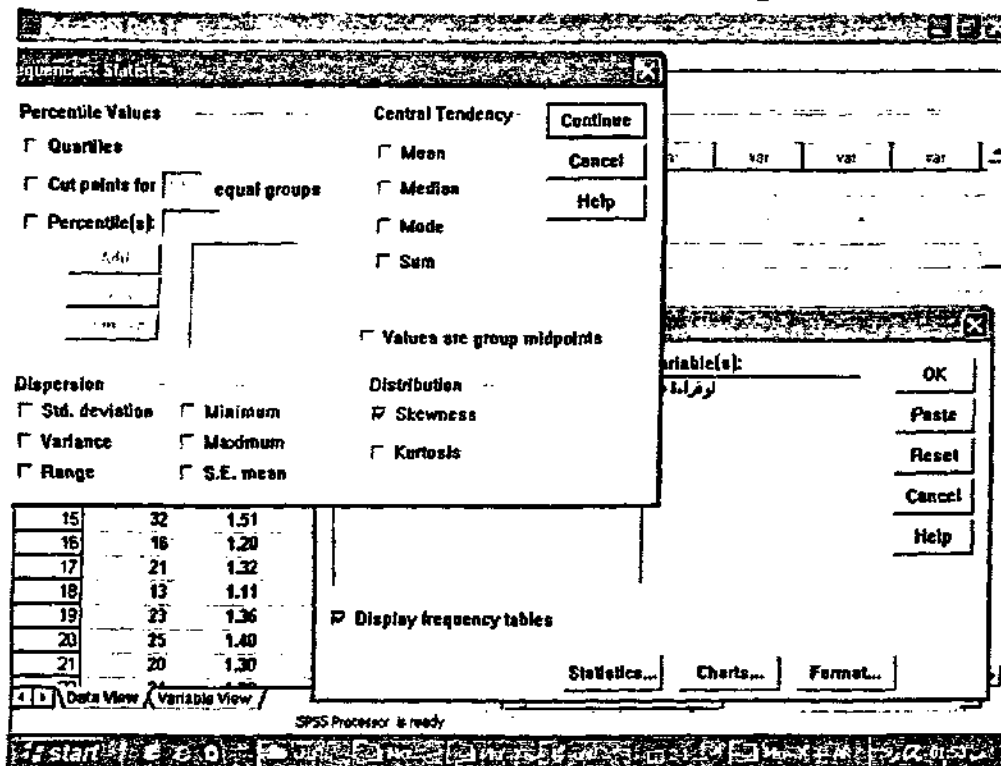 Statistics
Percentile Values
Quartiles
Cut points for equal groups
Percentile(s):
Add
Central Tendency
Mean
Median
Mode
Sum
Continue
Cancel
Help
Values are group midpoints
Dispersion
Std. deviation
Variance
Range
Minimum
Maximum
S.E. mean
Distribution
Skewness
Kurtosis
var var var
ariable(s):
OK
Paste
Reset
Cancel
Help
15 32 1.51
16 16 1.20
17 21 1.32
18 13 1.11
19 23 1.36
20 25 1.40
21 20 1.30
Display frequency tables
Statistics... Charts... Format...
Data View Variable View
SPSS Processor is ready
start